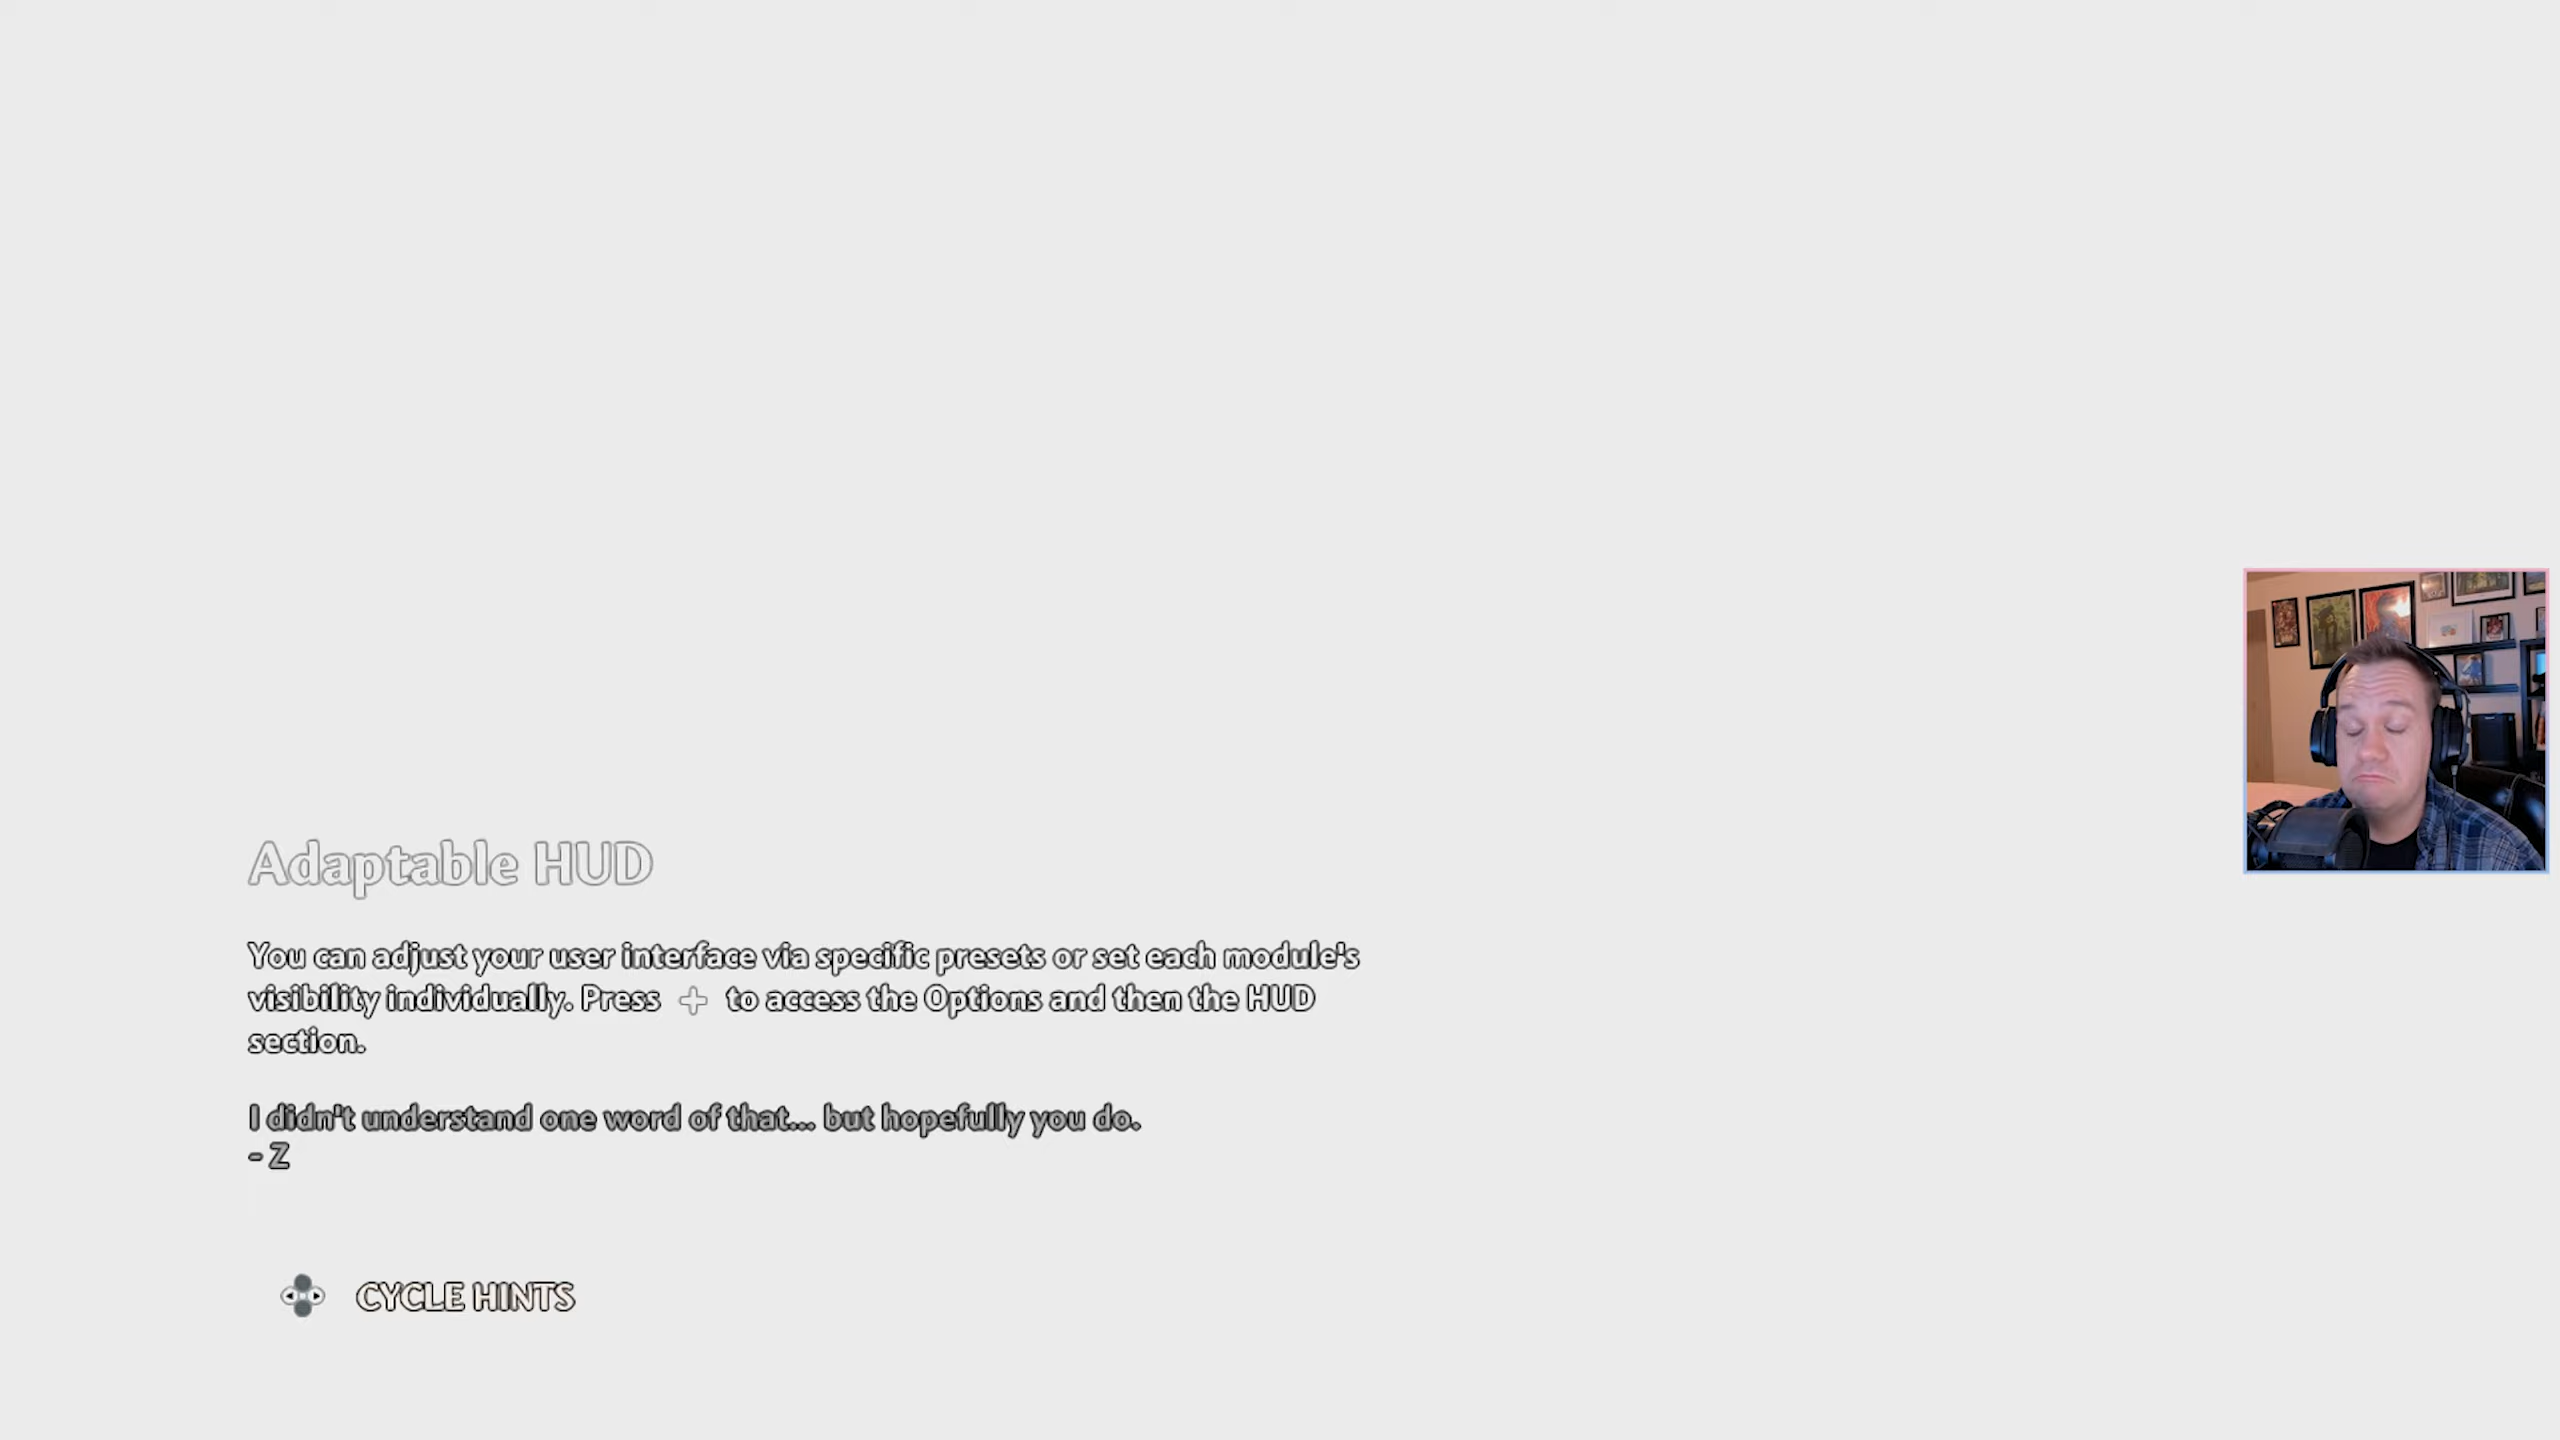 Adaptable HUD
You can adjust your user interface via specific presets or set each module's
visibility individually. Press + to access the Options and then the HUD
section.
I didn't understand one word of that... but hopefully you do.
- Z
CYCLE HINTS